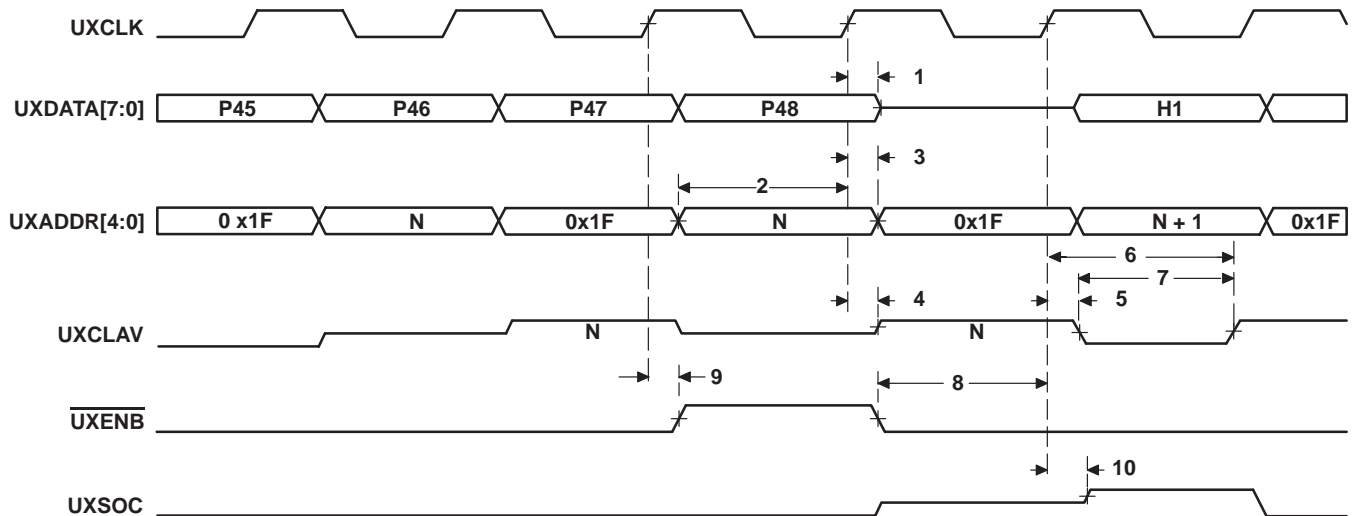 UXCLK
1
UXDATA[7:0] P45 P46 P47 P48 H1
3
2
UXADDR[4:0] 0 x1F N 0x1F N 0x1F N + 1 0x1F
6
7
4 5
UXCLAV N N
9 8
UXENB
10
UXSOC